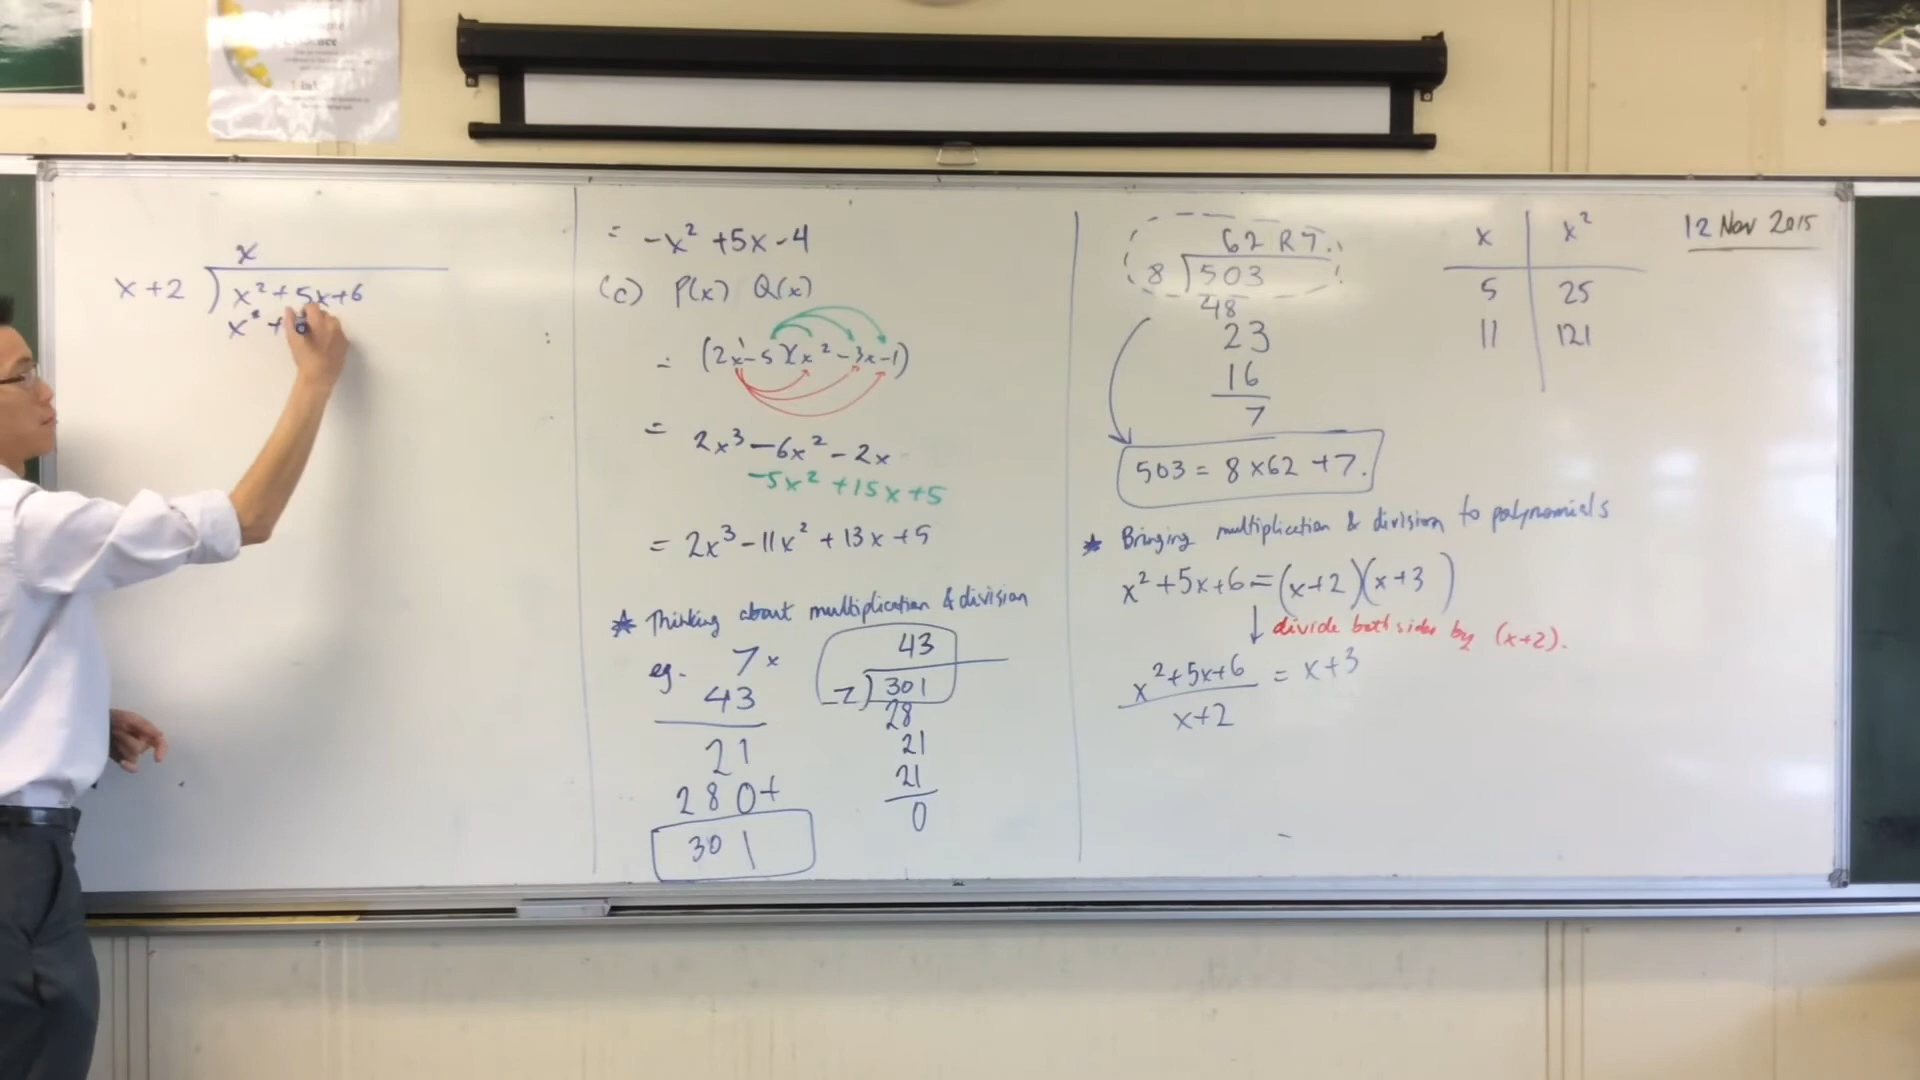 x
x+2 ) x² + 5x+6
x² +
= -x² +5x-4
(c) P(x) Q(x)
= (2x-5)(x²-3x-1)
= 2x³-6x²-2x
-5x²+15x+5
= 2x³-11x²+13x+5
★ Thinking about multiplication & division
eg. 7 x
43
21
280+
301
43
7)301
28
21
21
0
62 R7.
8)503
48
23
16
7
503 = 8x62 +7.
★ Bringing multiplication & division to polynomials
x²+5x+6=(x+2)(x+3)
↓ divide both sides by (x+2).
x²+5x+6 = x+3
x+2
x x²
5 25
11 121
12 Nov 2015